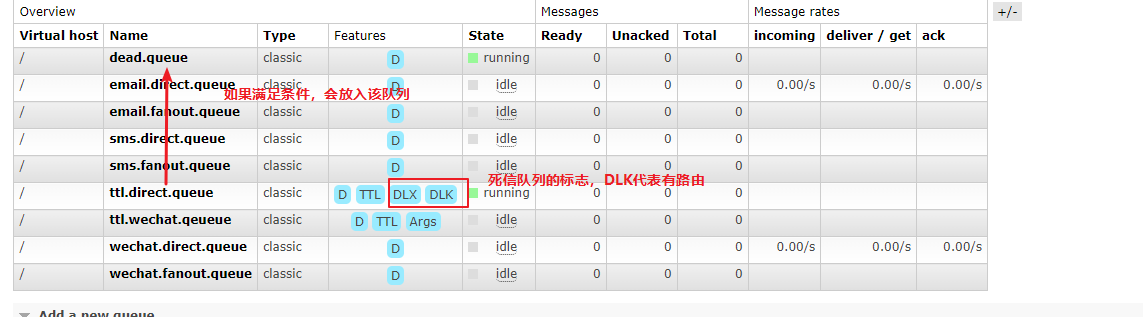 Overview Messages Message rates +/-
Virtual host Name Type Features State Ready Unacked Total incoming deliver / get ack
/ dead.queue classic D running 0 0 0
/ email.direct.queue classic D idle 0 0 0 0.00/s 0.00/s 0.00/s
如果满足条件，会放入该队列
/ email.fanout.queue classic D idle 0 0 0
/ sms.direct.queue classic D idle 0 0 0
/ sms.fanout.queue classic D idle 0 0 0
死信队列的标志，DLK代表有路由
/ ttl.direct.queue classic D TTL DLX DLK running 0 0 0
/ ttl.wechat.qeueue classic D TTL Args idle 0 0 0
/ wechat.direct.queue classic D idle 0 0 0 0.00/s 0.00/s 0.00/s
/ wechat.fanout.queue classic D idle 0 0 0
Add a new queue